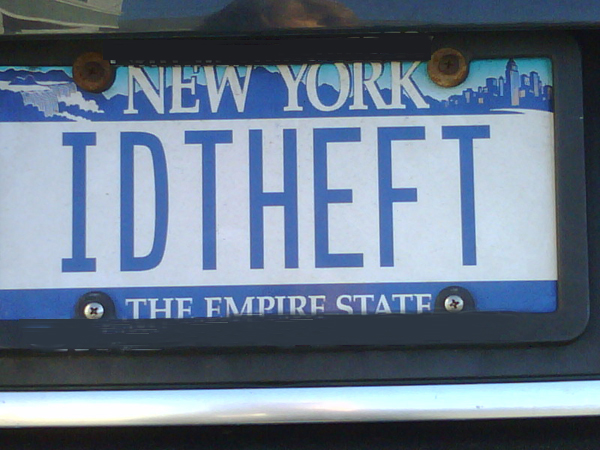 NEW YORK
IDTHEFT
THE EMPIRE STATE